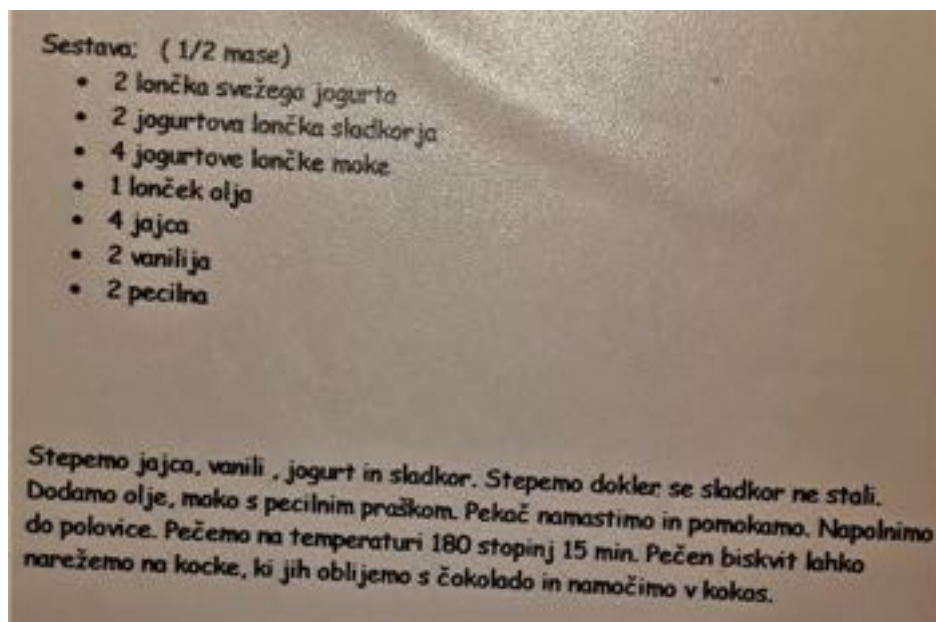 Sestava: ( 1/2 mase)
• 2 lončka svežega jogurta
• 2 jogurtova lončka sladkorja
• 4 jogurtove lončke moke
• 1 lonček olja
• 4 jajca
• 2 vanilija
• 2 pecilna
Stepemo jajca, vanili , jogurt in sladkor. Stepemo dokler se sladkor ne stali.
Dodamo olje, moko s pecilnim praškom. Pekač namastimo in pomokamo. Napolnimo
do polovice. Pečemo na temperaturi 180 stopinj 15 min. Pečen biskvit lahko
narežemo na kocke, ki jih oblijemo s čokolado in namočimo v kokos.